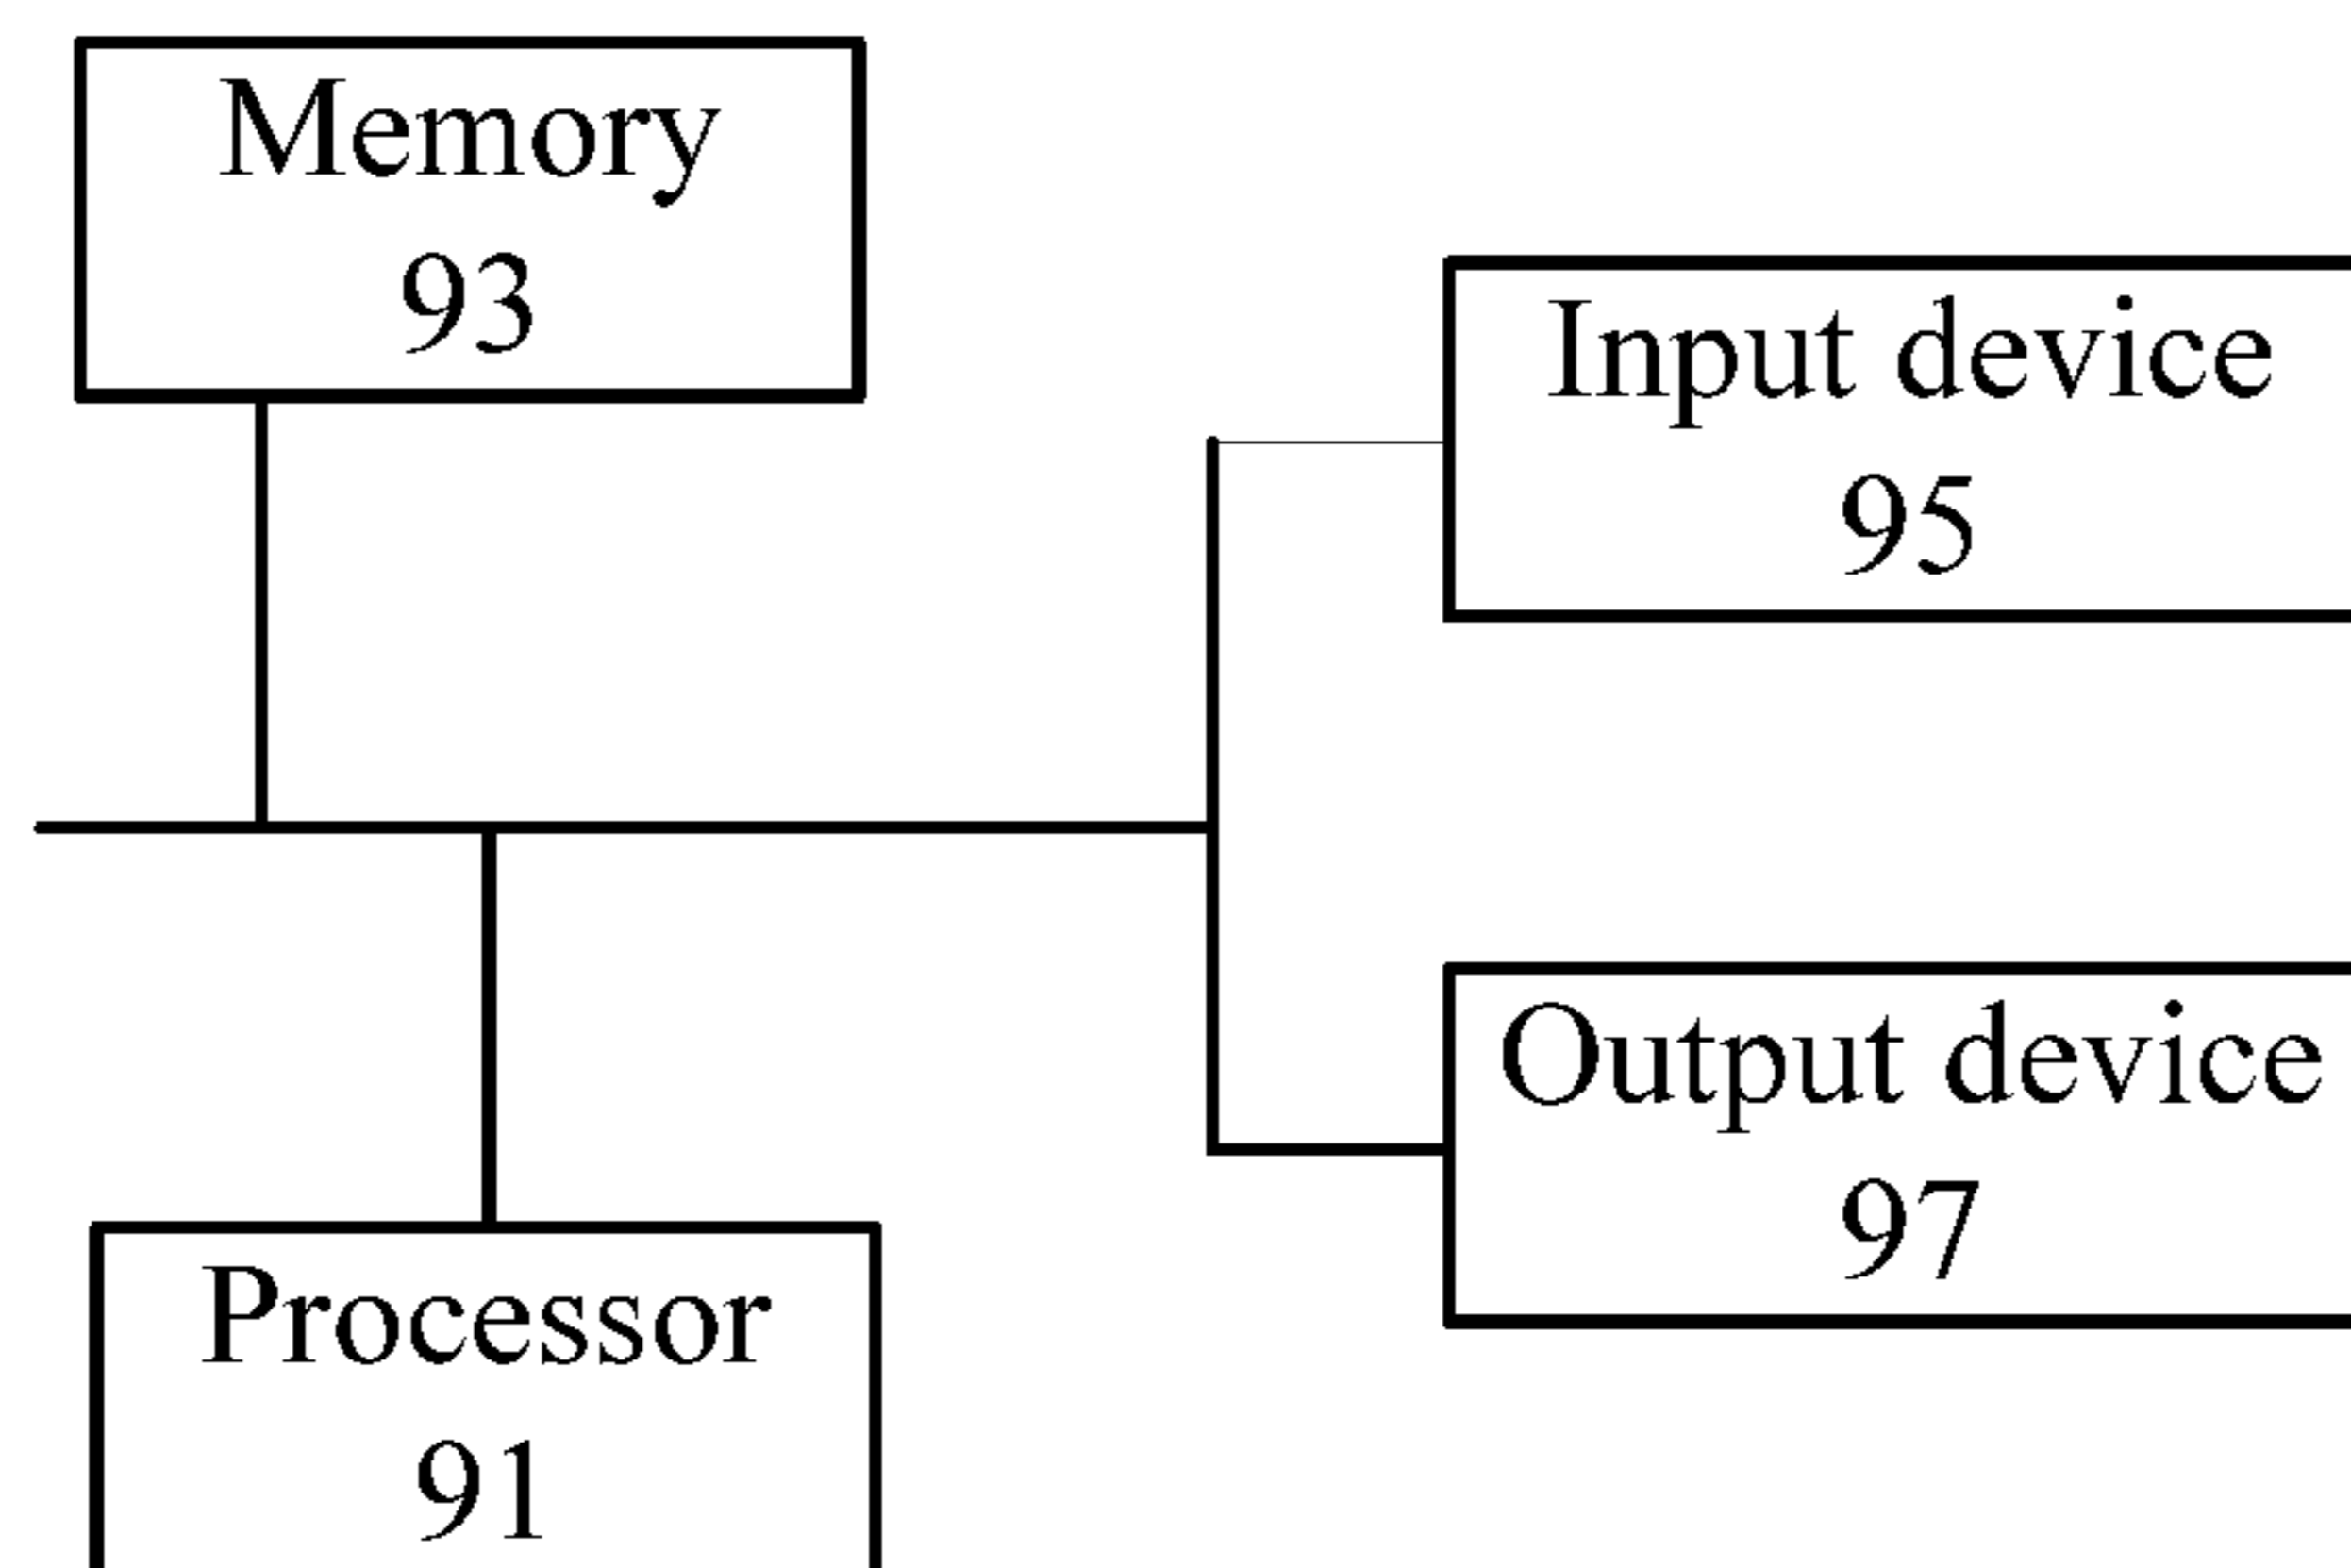 Memory
93
Input device
95
Output device
97
Processor
91